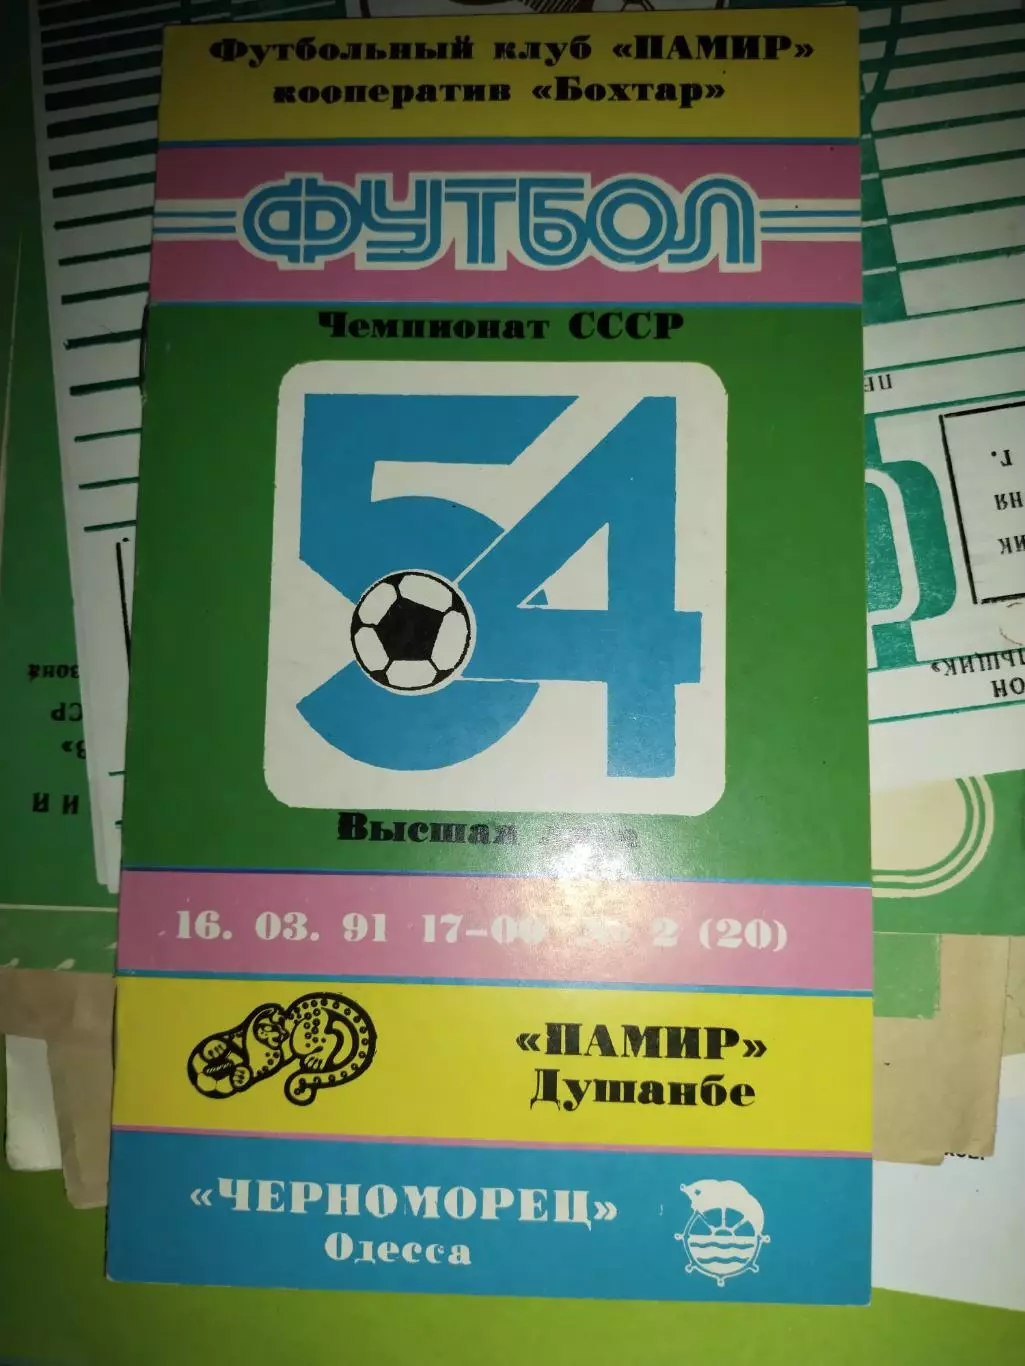 Футбольный клуб «ПАМИР»
кооператив «Бохтар»
ФУТБОЛ
Чемпионат СССР
54
Высшая
16. 03. 91 17-00 2 (20)
«ПАМИР»
Душанбе
«ЧЕРНОМОРЕЦ»
Одесса